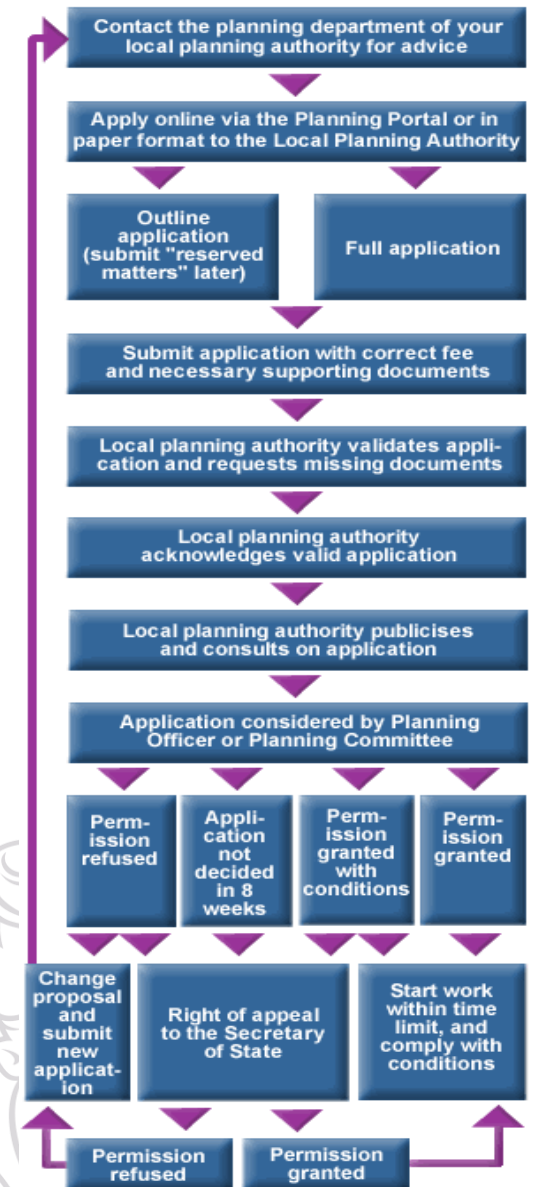 Contact the planning department of your
local planning authority for advice
Apply online via the Planning Portal or in
paper format to the Local Planning Authority
Outline
application
(submit "reserved
matters" later)
Full application
Submit application with correct fee
and necessary supporting documents
Local planning authority validates appli-
cation and requests missing documents
Local planning authority
acknowledges valid application
Local planning authority publicises
and consults on application
Application considered by Planning
Officer or Planning Committee
Perm-
ission
refused
Appli-
cation
not
decided
in 8
weeks
Perm-
ission
granted
with
conditions
Perm-
ission
granted
Change
proposal
and
submit
new
applicat-
ion
Right of appeal
to the Secretary
of State
Start work
within time
limit, and
comply with
conditions
Permission
refused
Permission
granted